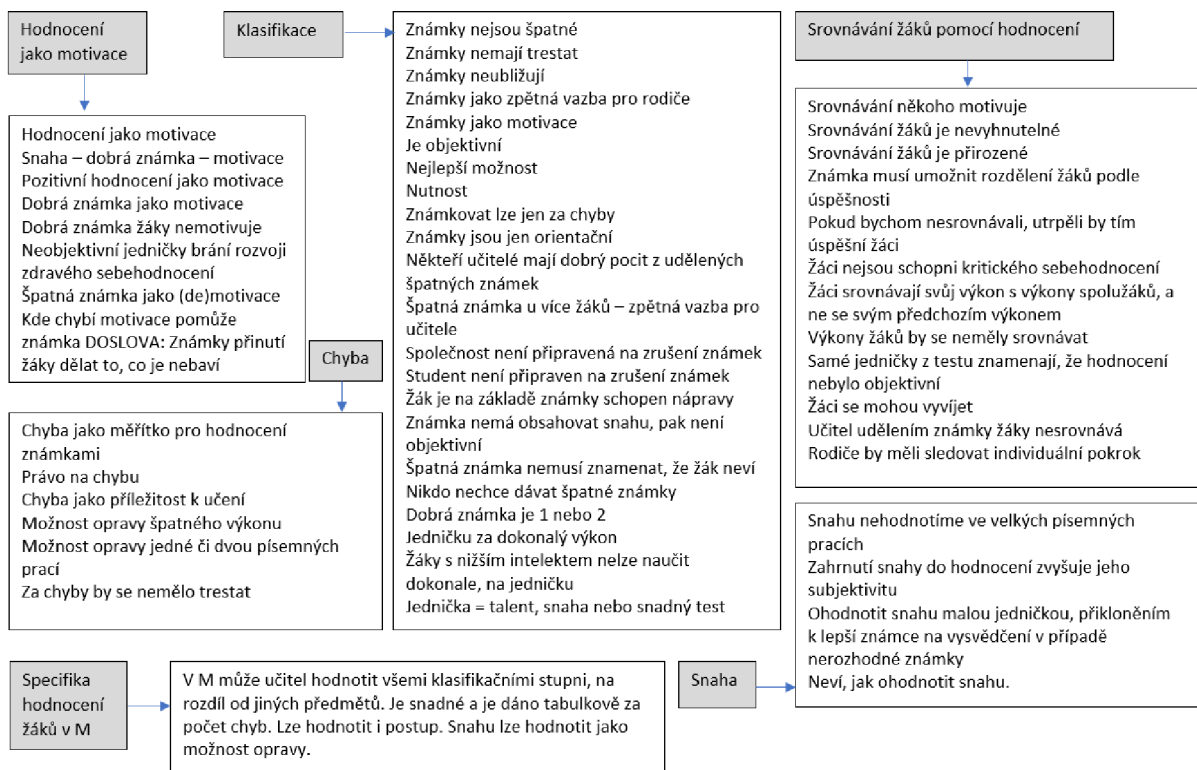 Hodnocení
jako motivace
Hodnocení jako motivace
Snaha – dobrá známka – motivace
Pozitivní hodnocení jako motivace
Dobrá známka jako motivace
Dobrá známka žáky nemotivuje
Neobjektivní jedničky brání rozvoji
zdravého sebehodnocení
Špatná známka jako (de)motivace
Kde chybí motivace pomůže
známka DOSLOVA: Známky přinutí
žáky dělat to, co je nebaví
Chyba
Chyba jako měřítko pro hodnocení
známkami
Právo na chybu
Chyba jako příležitost k učení
Možnost opravy špatného výkonu
Možnost opravy jedné či dvou písemných
prací
Za chyby by se nemělo trestat
Klasifikace
Známky nejsou špatné
Známky nemají trestat
Známky neubližují
Známky jako zpětná vazba pro rodiče
Známky jako motivace
Je objektivní
Nejlepší možnost
Nutnost
Známkovat lze jen za chyby
Známky jsou jen orientační
Někteří učitelé mají dobrý pocit z udělených
špatných známek
Špatná známka u více žáků – zpětná vazba pro
učitele
Společnost není připravená na zrušení známek
Student není připraven na zrušení známek
Žák je na základě známky schopen nápravy
Známka nemá obsahovat snahu, pak není
objektivní
Špatná známka nemusí znamenat, že žák neví
Nikdo nechce dávat špatné známky
Dobrá známka je 1 nebo 2
Jedničku za dokonalý výkon
Žáky s nižším intelektem nelze naučit
dokonale, na jedničku
Jednička = talent, snaha nebo snadný test
Srovnávání žáků pomocí hodnocení
Srovnávání někoho motivuje
Srovnávání žáků je nevyhnutelné
Srovnávání žáků je přirozené
Známka musí umožnit rozdělení žáků podle
úspěšnosti
Pokud bychom nesrovnávali, utrpěli by tím
úspěšní žáci
Žáci nejsou schopni kritického sebehodnocení
Žáci srovnávají svůj výkon s výkony spolužáků, a
ne se svým předchozím výkonem
Výkony žáků by se neměly srovnávat
Samé jedničky z testu znamenají, že hodnocení
nebylo objektivní
Žáci se mohou vyvíjet
Učitel udělením známky žáky nesrovnává
Rodiče by měli sledovat individuální pokrok
Specifika
hodnocení
žáků v M
V M může učitel hodnotit všemi klasifikačními stupni, na
rozdíl od jiných předmětů. Je snadné a je dáno tabulkově za
počet chyb. Lze hodnotit i postup. Snahu lze hodnotit jako
možnost opravy.
Snaha
Snahu nehodnotíme ve velkých písemných
pracích
Zahrnutí snahy do hodnocení zvyšuje jeho
subjektivitu
Ohodnotit snahu malou jedničkou, přikloněním
k lepší známce na vysvědčení v případě
nerozhodné známky
Neví, jak ohodnotit snahu.